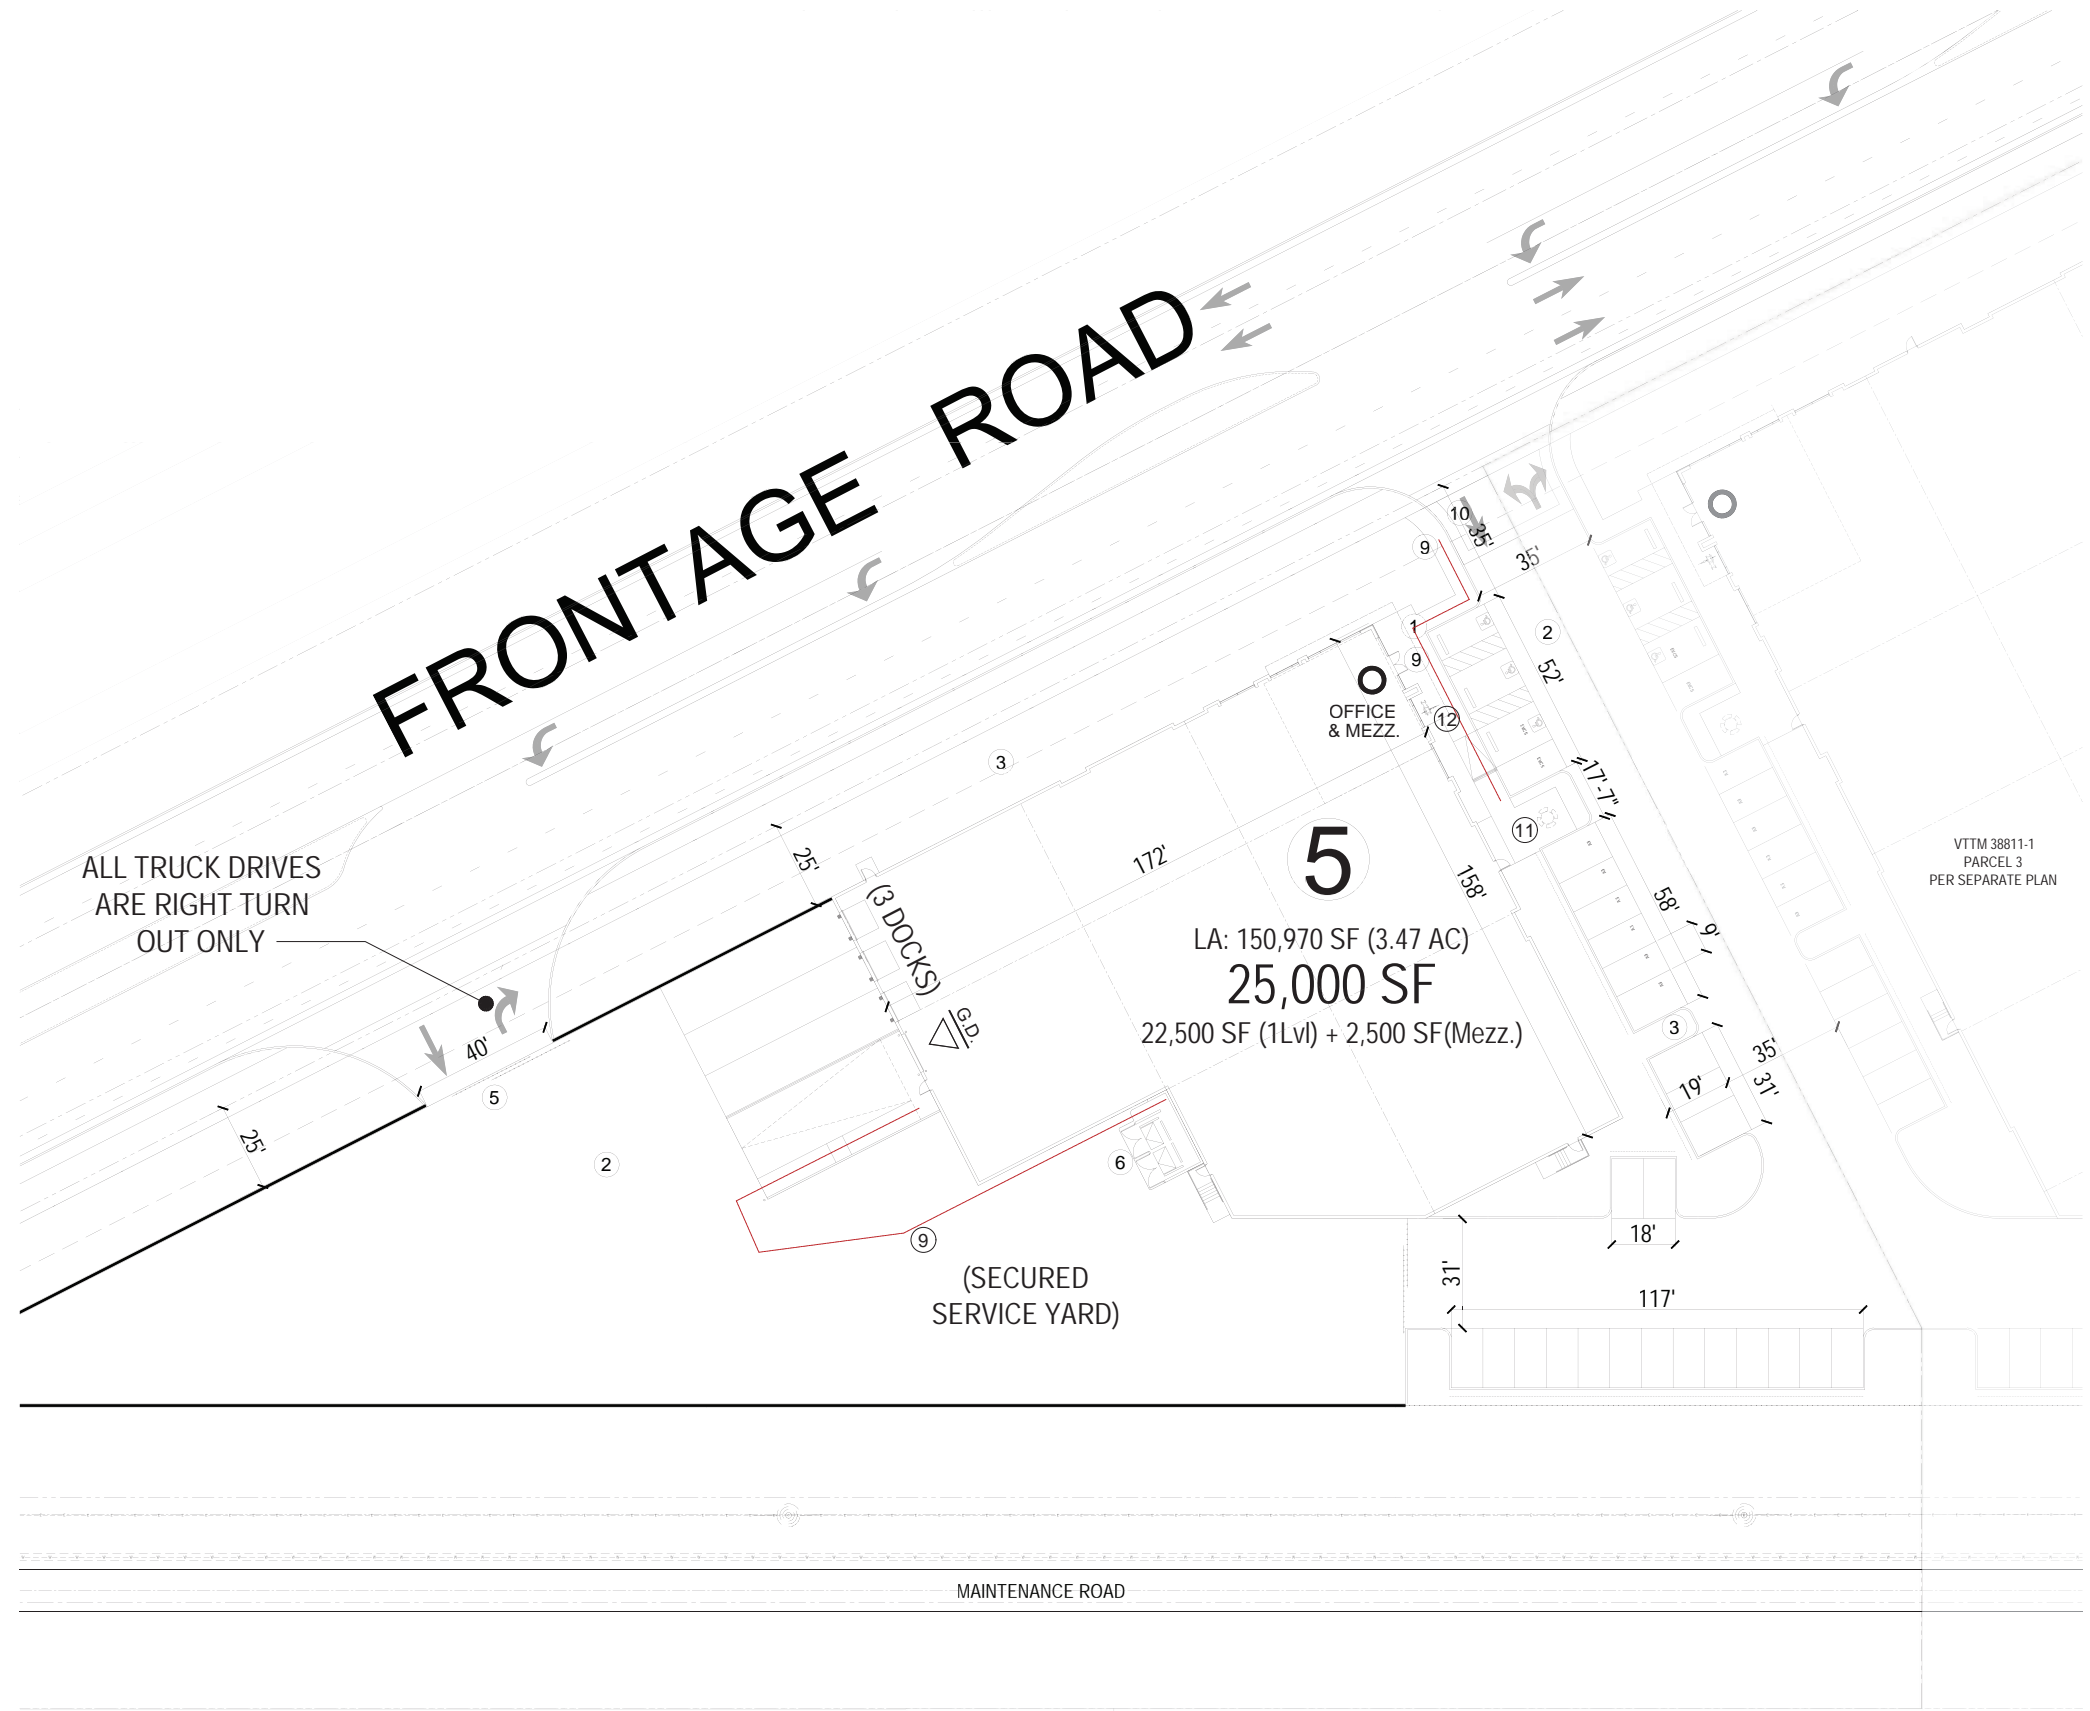 FRONTAGE ROAD
10
35'
9
35'
1
2
9
52'
OFFICE
& MEZZ.
12
3
17'-7"
11
25'
172'
5
158'
ALL TRUCK DRIVES
ARE RIGHT TURN
OUT ONLY
(3 DOCKS)
G.D.
58'
9'
VTTM 38811-1
PARCEL 3
PER SEPARATE PLAN
LA: 150,970 SF (3.47 AC)
25,000 SF
22,500 SF (1Lvl) + 2,500 SF(Mezz.)
3
40'
35'
19'
31'
5
25'
2
6
9
18'
(SECURED
SERVICE YARD)
31'
117'
MAINTENANCE ROAD